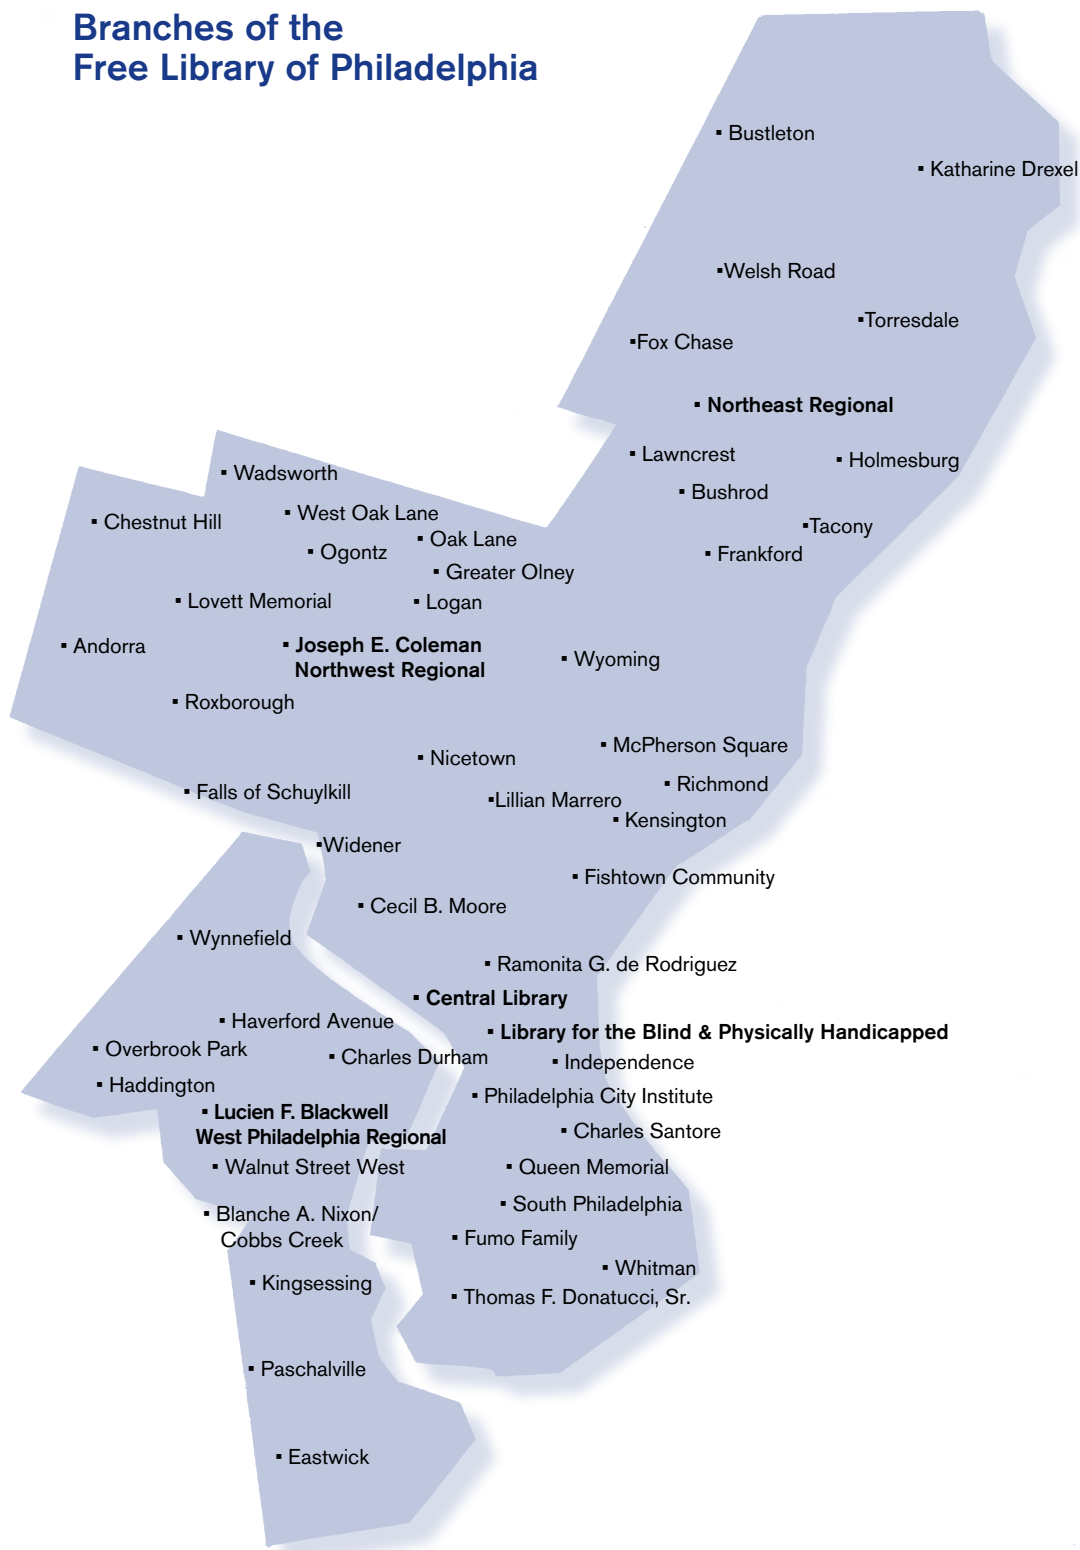 Branches of the
Free Library of Philadelphia
▪ Bustleton
▪ Katharine Drexel
▪Welsh Road
▪Torresdale
▪Fox Chase
▪ Northeast Regional
▪ Lawncrest
▪ Holmesburg
▪ Wadsworth
▪ Bushrod
▪ West Oak Lane
▪ Chestnut Hill
▪Tacony
▪ Oak Lane
▪ Ogontz
▪ Frankford
▪ Greater Olney
▪ Lovett Memorial
▪ Logan
▪ Andorra
▪ Joseph E. Coleman
Northwest Regional
▪ Wyoming
▪ Roxborough
▪ McPherson Square
▪ Nicetown
▪ Richmond
▪ Falls of Schuylkill
▪Lillian Marrero
▪ Kensington
▪Widener
▪ Fishtown Community
▪ Cecil B. Moore
▪ Wynnefield
▪ Ramonita G. de Rodriguez
▪ Central Library
▪ Haverford Avenue
▪ Library for the Blind & Physically Handicapped
▪ Overbrook Park
▪ Charles Durham
▪ Independence
▪ Haddington
▪ Philadelphia City Institute
▪ Lucien F. Blackwell
West Philadelphia Regional
▪ Charles Santore
▪ Walnut Street West
▪ Queen Memorial
▪ South Philadelphia
▪ Blanche A. Nixon/
Cobbs Creek
▪ Fumo Family
▪ Whitman
▪ Kingsessing
▪ Thomas F. Donatucci, Sr.
▪ Paschalville
▪ Eastwick